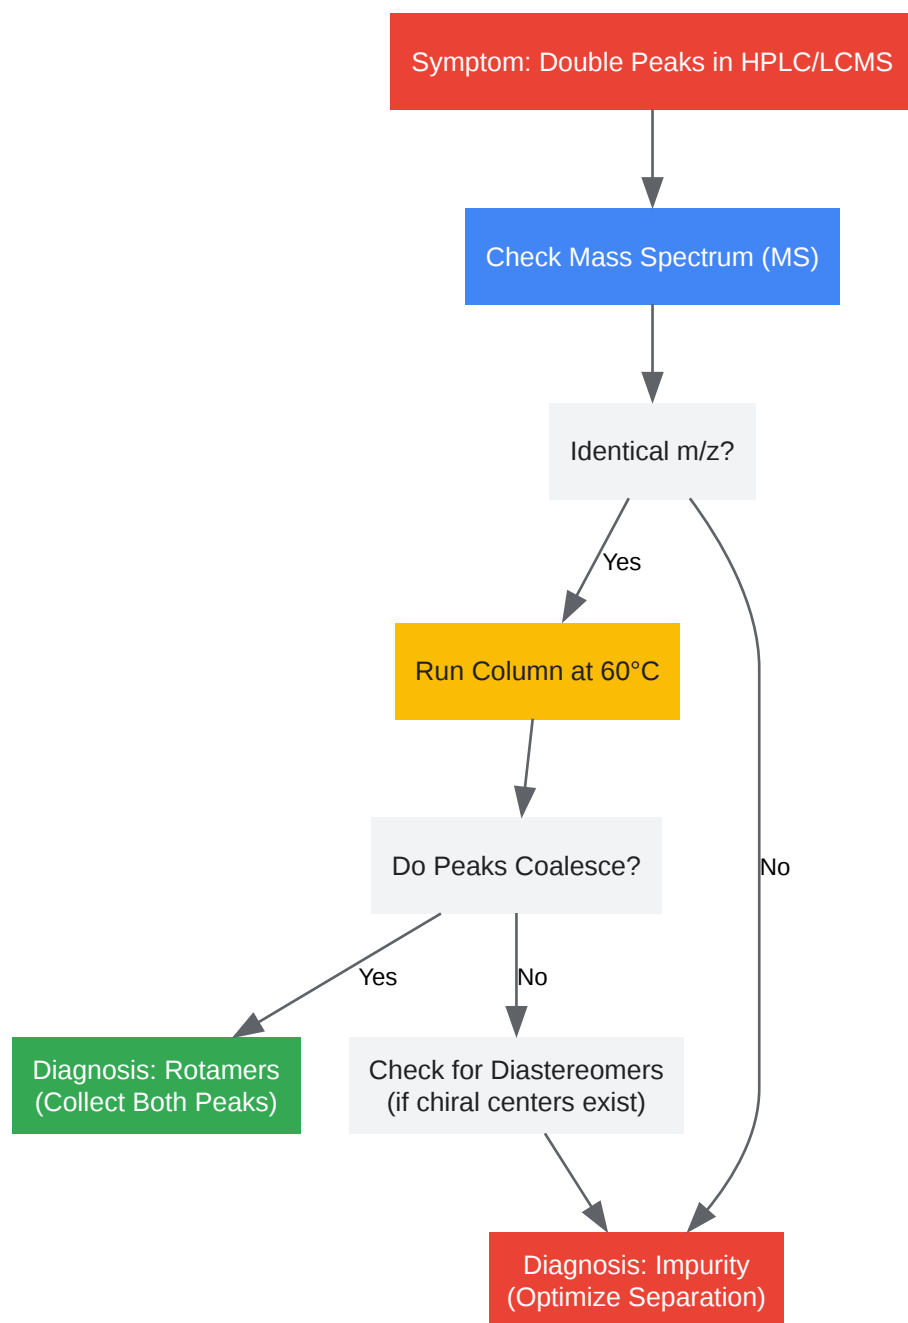 Symptom: Double Peaks in HPLC/LCMS
Check Mass Spectrum (MS)
Identical m/z?
Yes
Run Column at 60°C
Do Peaks Coalesce?
No
Yes
No
Diagnosis: Rotamers
(Collect Both Peaks)
Check for Diastereomers
(if chiral centers exist)
Diagnosis: Impurity
(Optimize Separation)